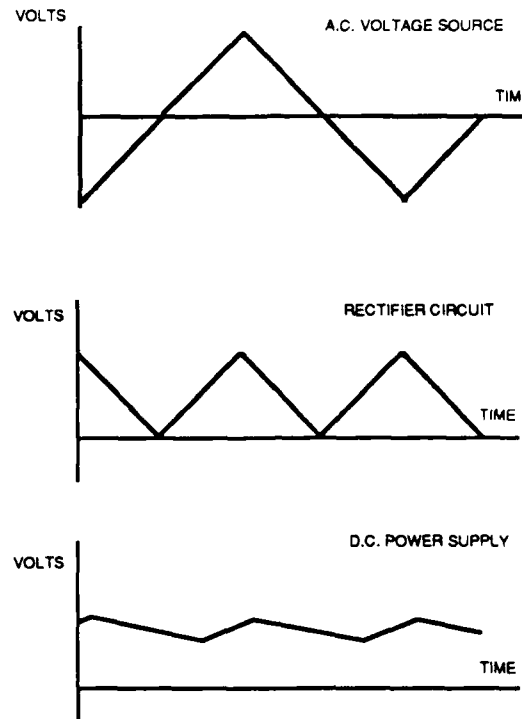 VOLTS
A.C. VOLTAGE SOURCE
TIM
VOLTS
RECTIFIER CIRCUIT
TIME
D.C. POWER SUPPLY
VOLTS
TIME